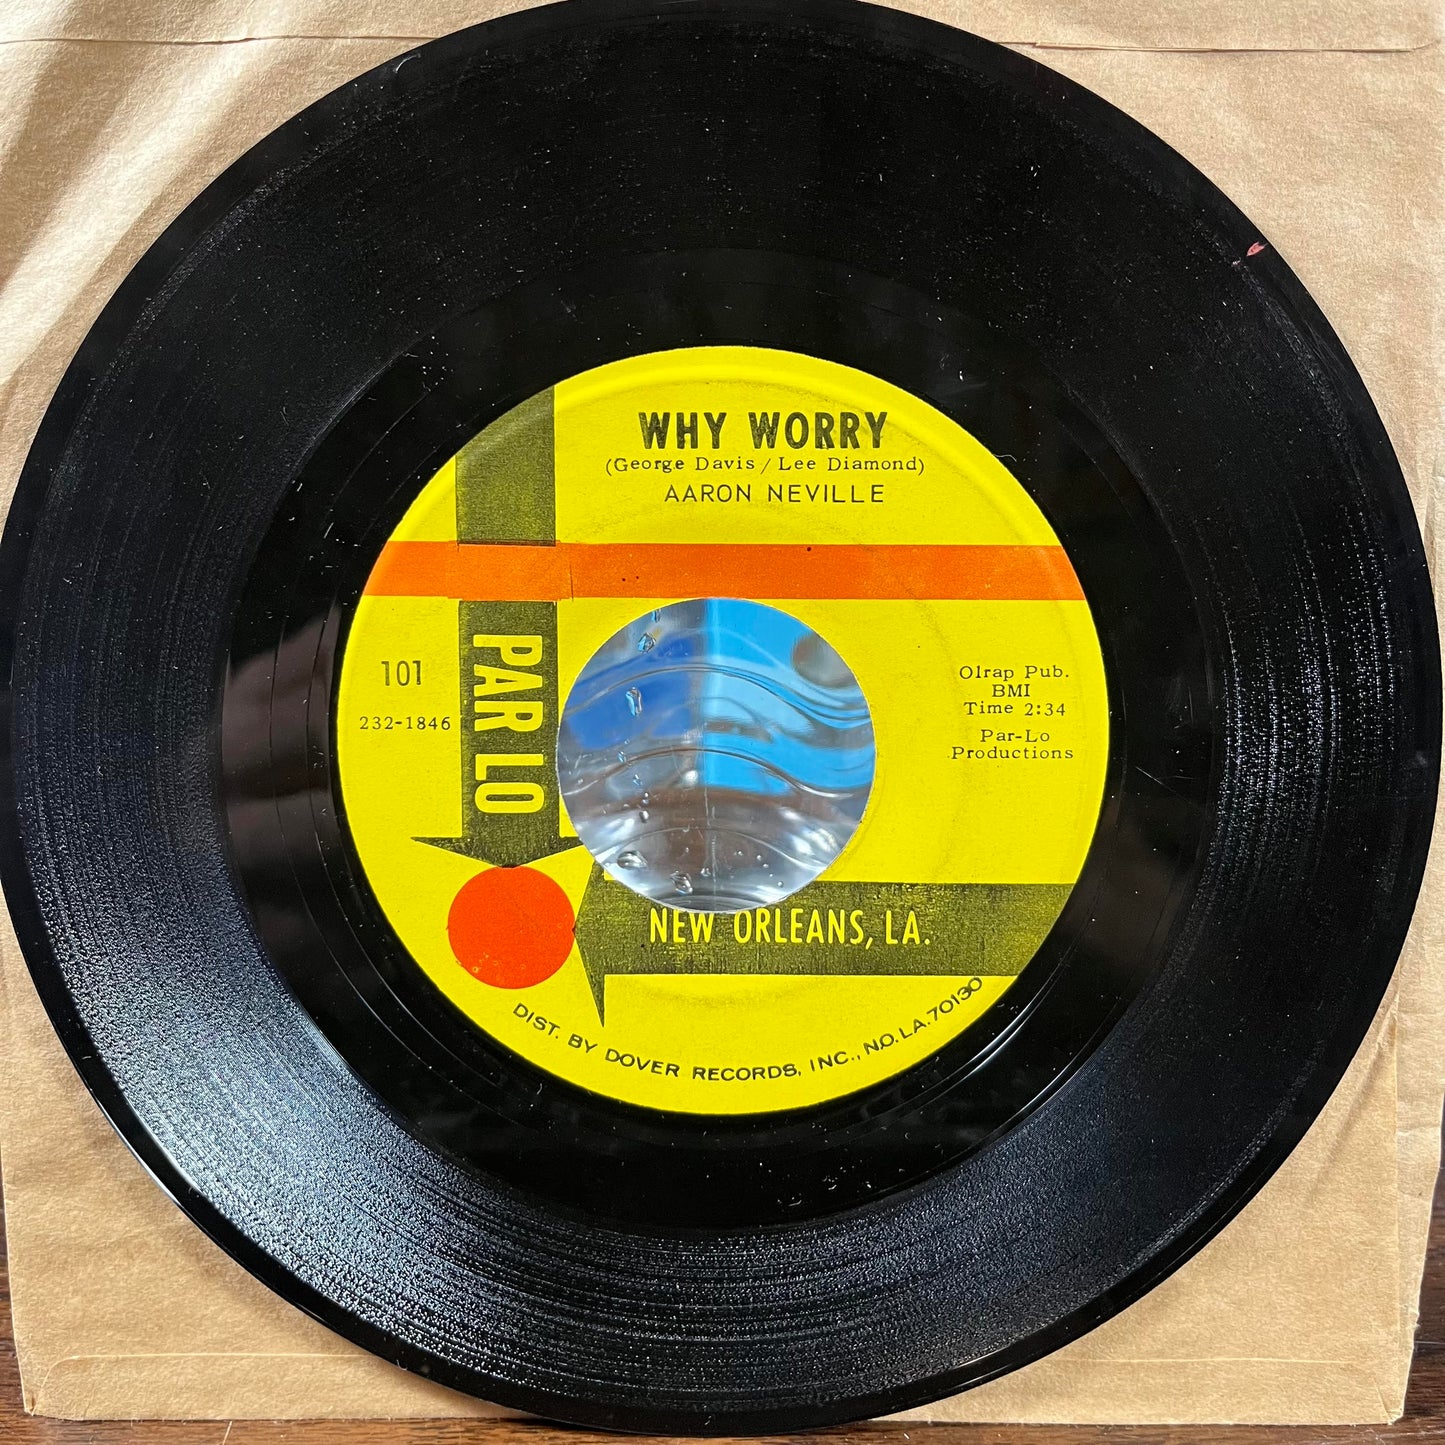 WHY WORRY
(George Davis / Lee Diamond)
AARON NEVILLE
PAR LO
101
232-1846
Olrap Pub.
BMI
Time 2:34
Par-Lo
Productions
NEW ORLEANS, LA.
DIST. BY DOVER RECORDS, INC., N.O. LA. 70130